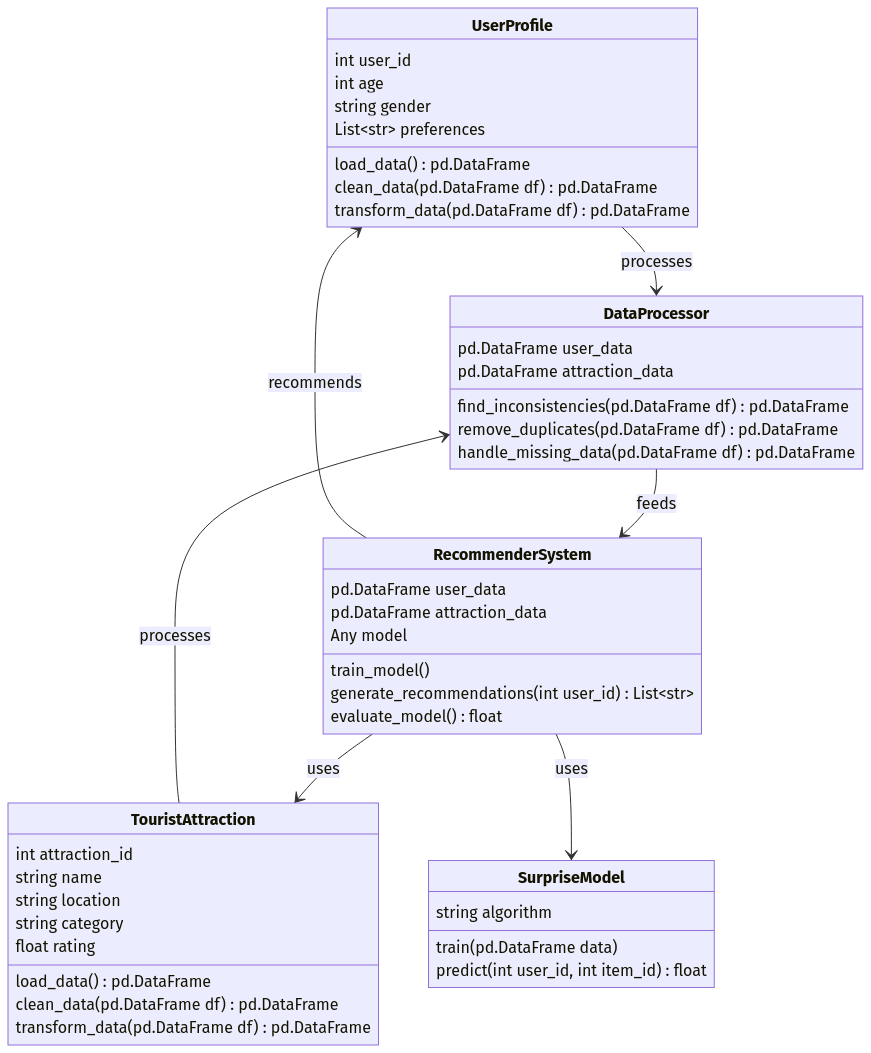 UserProfile
int user_id
int age
string gender
List<str> preferences
load_data() : pd.DataFrame
clean_data(pd.DataFrame df) : pd.DataFrame
transform_data(pd.DataFrame df) : pd.DataFrame
processes
DataProcessor
pd.DataFrame user_data
pd.DataFrame attraction_data
find_inconsistencies(pd.DataFrame df) : pd.DataFrame
remove_duplicates(pd.DataFrame df) : pd.DataFrame
handle_missing_data(pd.DataFrame df) : pd.DataFrame
recommends
feeds
RecommenderSystem
pd.DataFrame user_data
pd.DataFrame attraction_data
Any model
train_model()
generate_recommendations(int user_id) : List<str>
evaluate_model() : float
processes
uses
uses
TouristAttraction
int attraction_id
string name
string location
string category
float rating
load_data() : pd.DataFrame
clean_data(pd.DataFrame df) : pd.DataFrame
transform_data(pd.DataFrame df) : pd.DataFrame
SurpriseModel
string algorithm
train(pd.DataFrame data)
predict(int user_id, int item_id) : float